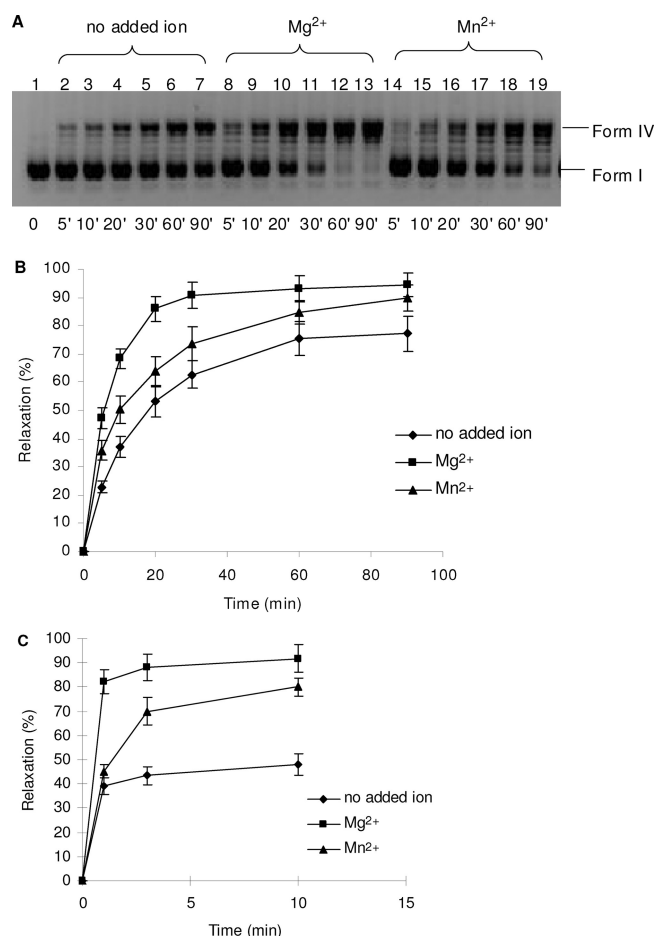 A
no added ion Mg2+ Mn2+
1 2 3 4 5 6 7 8 9 10 11 12 13 14 15 16 17 18 19
Form IV
Form I
0 5' 10' 20' 30' 60' 90' 5' 10' 20' 30' 60' 90' 5' 10' 20' 30' 60' 90'
B
100
90
80
70
60
50
40
30
20
10
0
Relaxation (%)
no added ion
Mg2+
Mn2+
0 20 40 60 80 100
Time (min)
C
100
90
80
70
60
50
40
30
20
10
0
Relaxation (%)
no added ion
Mg2+
Mn2+
0 5 10 15
Time (min)